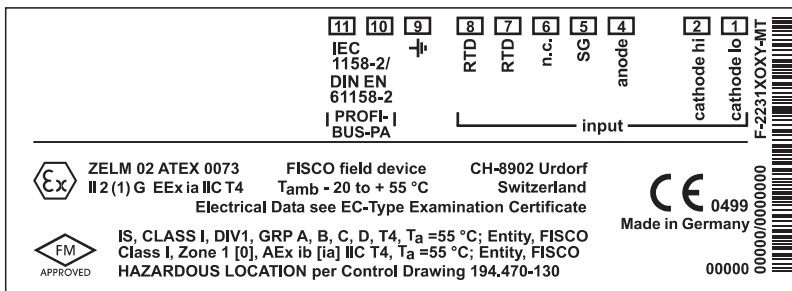 11 10 9 8 7 6 5 4 2 1
IEC
1158-2/
DIN EN
61158-2
PROFI-
BUS-PA
RTD
RTD
n.c.
SG
anode
cathode hi
cathode lo
input
F-2231XOXY-MT
00000/0000000
Ex
ZELM 02 ATEX 0073 FISCO field device CH-8902 Urdorf
II 2 (1) G EEx ia IIC T4 Tamb - 20 to + 55 °C Switzerland
Electrical Data see EC-Type Examination Certificate
CE 0499
Made in Germany
FM
APPROVED
IS, CLASS I, DIV1, GRP A, B, C, D, T4, Ta =55 °C; Entity, FISCO
Class I, Zone 1 [0], AEx ib [ia] IIC T4, Ta =55 °C; Entity, FISCO
HAZARDOUS LOCATION per Control Drawing 194.470-130
00000